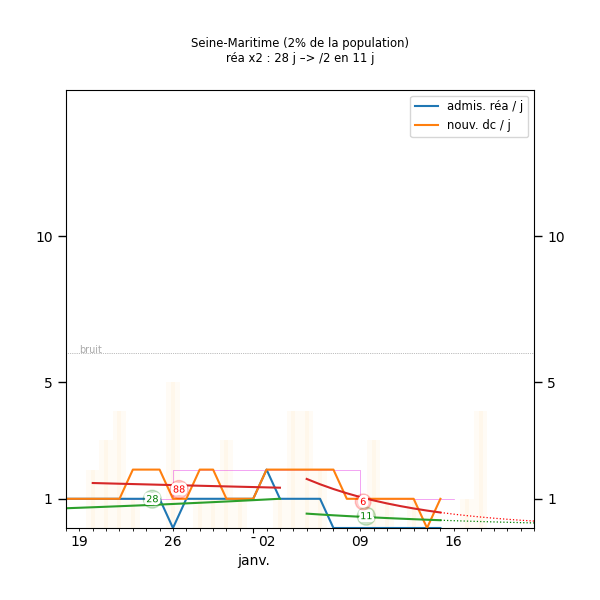 Seine-Maritime (2% de la population)
réa x2 : 28 j –> /2 en 11 j
admis. réa / j
nouv. dc / j
10
10
bruit
5
5
88
28
6
11
1
1
19
26
02
09
16
janv.